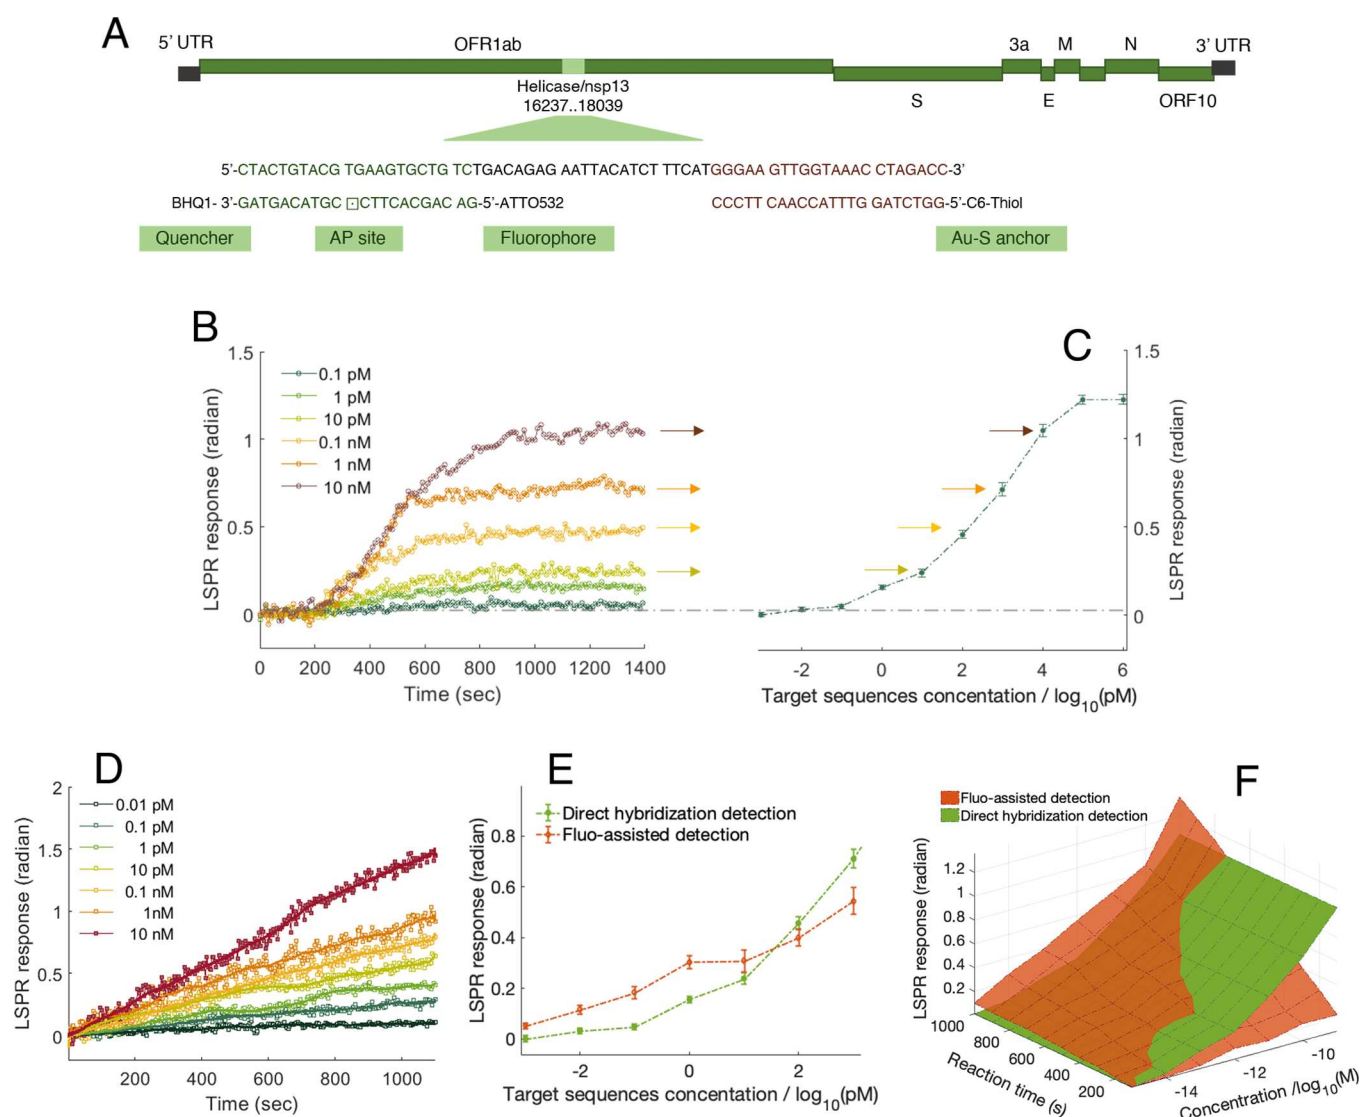 A
5' UTR
OFR1ab
3a
M
N
3' UTR
Helicase/nsp13
16237..18039
S
E
ORF10
5'-CTACTGTACG TGAAGTGCTG TCTGACAGAG AATTACATCT TTCATGGGAA GTTGGTAAAC CTAGACC-3'
BHQ1- 3'-GATGACATGC ⊡CTTCACGAC AG-5'-ATTO532
CCCTT CAACCATTTG GATCTGG-5'-C6-Thiol
Quencher
AP site
Fluorophore
Au-S anchor
B
LSPR response (radian)
1.5
1
0.5
0
0.1 pM
1 pM
10 pM
0.1 nM
1 nM
10 nM
0 200 400 600 800 1000 1200 1400
Time (sec)
C
1.5
1
0.5
0
LSPR response (radian)
-2 0 2 4 6
Target sequences concentation / log10(pM)
D
LSPR response (radian)
2
1.5
1
0.5
0
0.01 pM
0.1 pM
1 pM
10 pM
0.1 nM
1nM
10 nM
200 400 600 800 1000
Time (sec)
E
LSPR response (radian)
0.8
0.6
0.4
0.2
0
Direct hybridization detection
Fluo-assisted detection
-2 0 2
Target sequences concentation / log10(pM)
F
Fluo-assisted detection
Direct hybridization detection
LSPR response (radian)
1.2
1
0.8
0.6
0.4
0.2
1000
800
600
400
200
Reaction time (s)
-14
-12
-10
Concentration /log10(M)